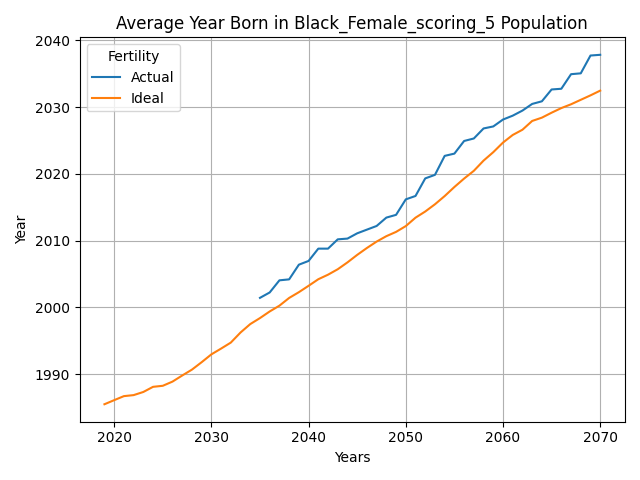 Average Year Born in Black_Female_scoring_5 Population
Fertility
Actual
Ideal
2040
2030
2020
2010
2000
1990
Year
2020 2030 2040 2050 2060 2070
Years